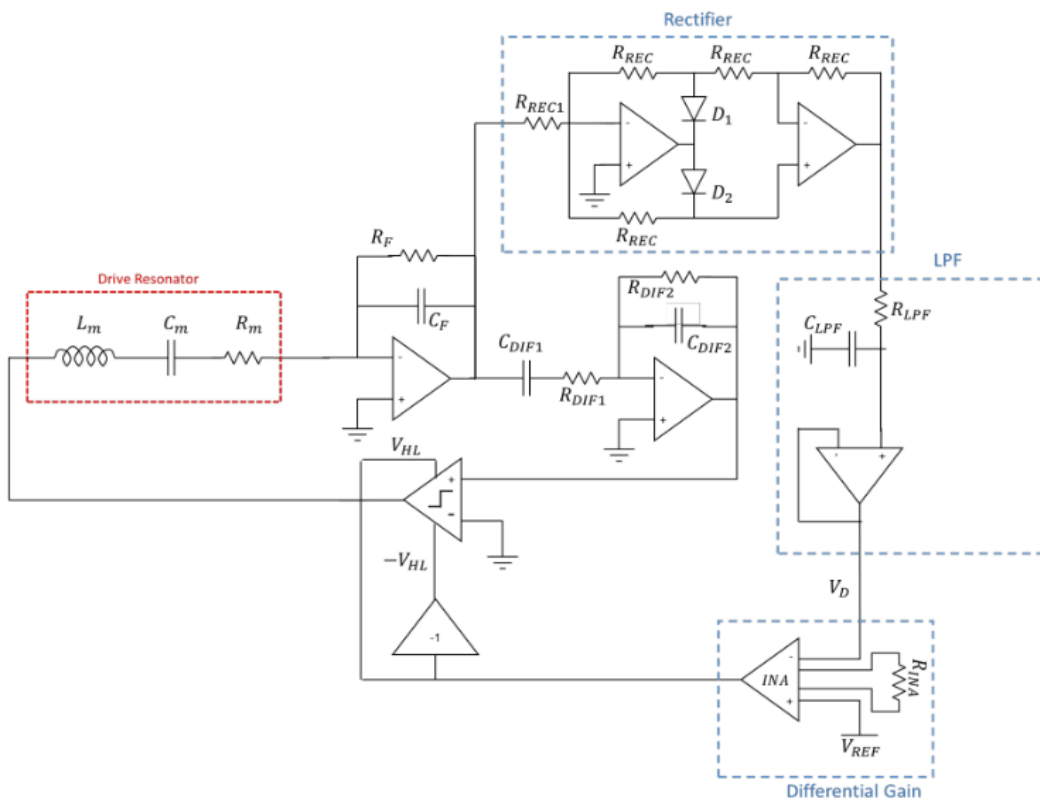 Rectifier
R_REC
R_REC
R_REC
R_REC1
-
+
D_1
D_2
-
+
R_REC
R_F
C_F
Drive Resonator
L_m
C_m
R_m
-
+
C_DIF1
R_DIF1
R_DIF2
C_DIF2
-
+
LPF
C_LPF
R_LPF
-
+
V_HL
+
-
−V_HL
-1
V_D
-
INA
+
R_INA
V_REF
Differential Gain